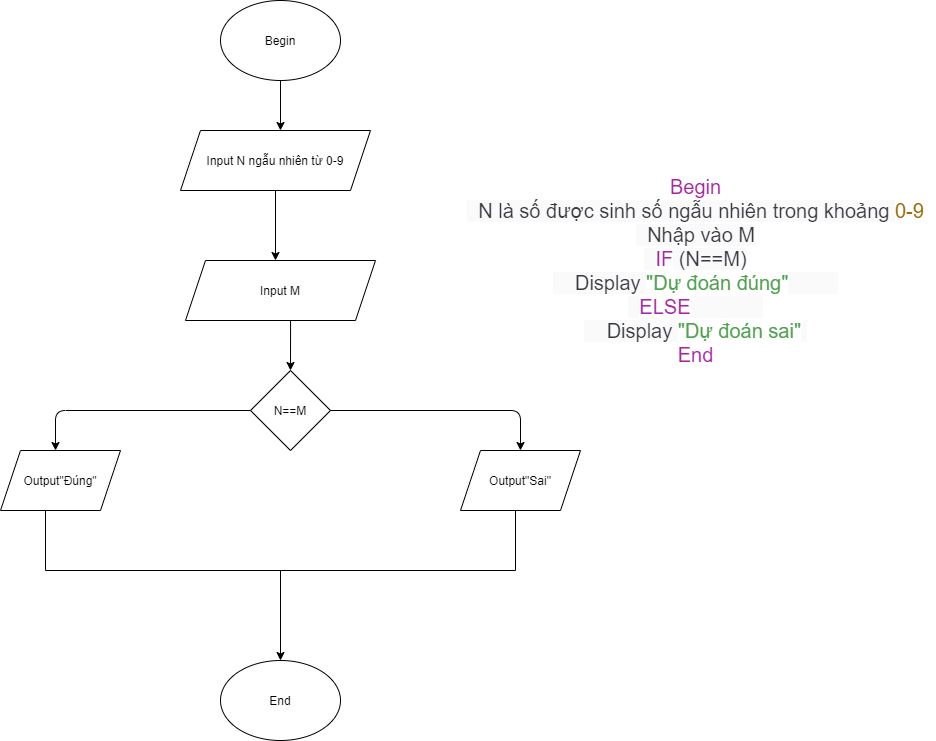 Begin
Input N ngẫu nhiên từ 0-9
Input M
N==M
Output"Đúng"
Output"Sai"
End
Begin
N là số được sinh số ngẫu nhiên trong khoảng 0-9
Nhập vào M
IF (N==M)
Display "Dự đoán đúng"
ELSE
Display "Dự đoán sai"
End